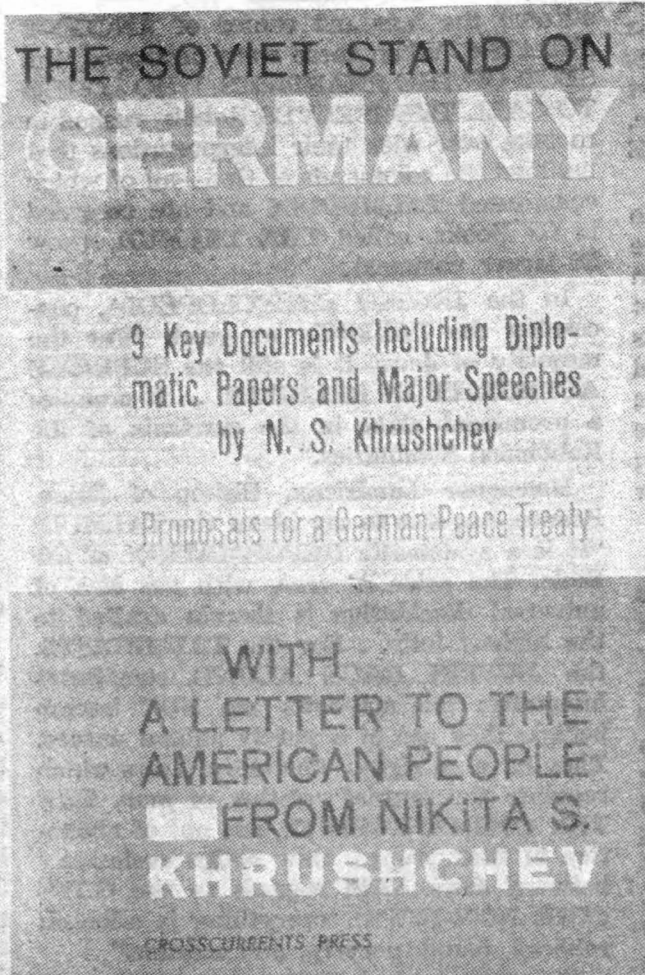 THE SOVIET STAND ON
GERMANY
9 Key Documents Including Diplo-
matic Papers and Major Speeches
by N. S. Khrushchev
Proposals for a German Peace Treaty
WITH
A LETTER TO THE
AMERICAN PEOPLE
FROM NIKITA S.
KHRUSHCHEV
CROSSCURRENTS PRESS